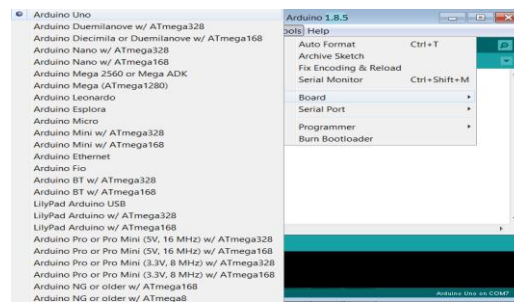 Arduino Uno
Arduino Duemilanove w/ ATmega328
Arduino Diecimila or Duemilanove w/ ATmega168
Arduino Nano w/ ATmega328
Arduino Nano w/ ATmega168
Arduino Mega 2560 or Mega ADK
Arduino Mega (ATmega1280)
Arduino Leonardo
Arduino Esplora
Arduino Micro
Arduino Mini w/ ATmega328
Arduino Mini w/ ATmega168
Arduino Ethernet
Arduino Fio
Arduino BT w/ ATmega328
Arduino BT w/ ATmega168
LilyPad Arduino USB
LilyPad Arduino w/ ATmega328
LilyPad Arduino w/ ATmega168
Arduino Pro or Pro Mini (5V, 16 MHz) w/ ATmega328
Arduino Pro or Pro Mini (5V, 16 MHz) w/ ATmega168
Arduino Pro or Pro Mini (3.3V, 8 MHz) w/ ATmega328
Arduino Pro or Pro Mini (3.3V, 8 MHz) w/ ATmega168
Arduino NG or older w/ ATmega168
Arduino NG or older w/ ATmega8
Arduino 1.8.5
ools Help
Auto Format Ctrl+T
Archive Sketch
Fix Encoding & Reload
Serial Monitor Ctrl+Shift+M
Board
Serial Port
Programmer
Burn Bootloader
Arduino Uno on COM7